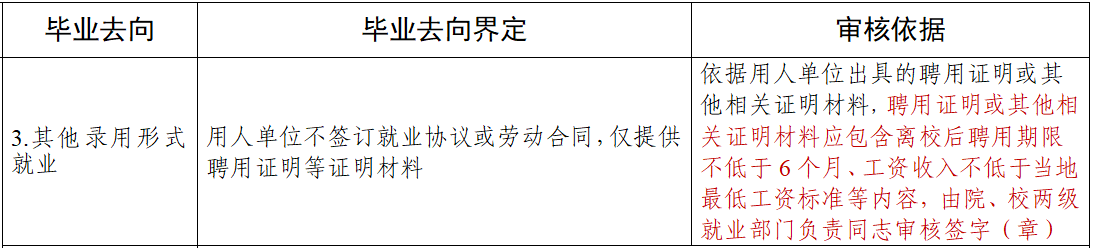 毕业去向
毕业去向界定
审核依据
3.其他录用形式
就业
用人单位不签订就业协议或劳动合同,仅提供
聘用证明等证明材料
依据用人单位出具的聘用证明或其
他相关证明材料,聘用证明或其他相
关证明材料应包含离校后聘用期限
不低于6个月、工资收入不低于当地
最低工资标准等内容,由院、校两级
就业部门负责同志审核签字（章）